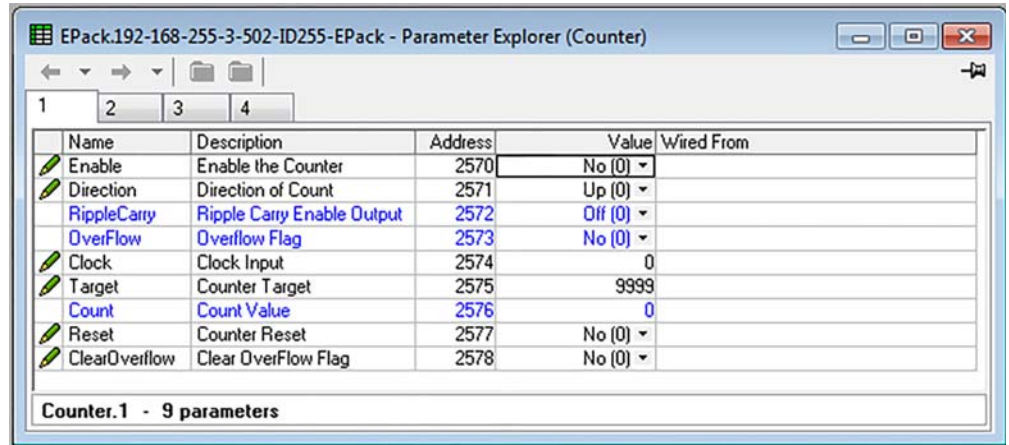 EPack.192-168-255-3-502-ID255-EPack - Parameter Explorer (Counter)
1 2 3 4
Name Description Address Value Wired From
Enable Enable the Counter 2570 No (0)
Direction Direction of Count 2571 Up (0)
RippleCarry Ripple Carry Enable Output 2572 Off (0)
OverFlow Overflow Flag 2573 No (0)
Clock Clock Input 2574 0
Target Counter Target 2575 9999
Count Count Value 2576 0
Reset Counter Reset 2577 No (0)
ClearOverflow Clear OverFlow Flag 2578 No (0)
Counter.1 - 9 parameters